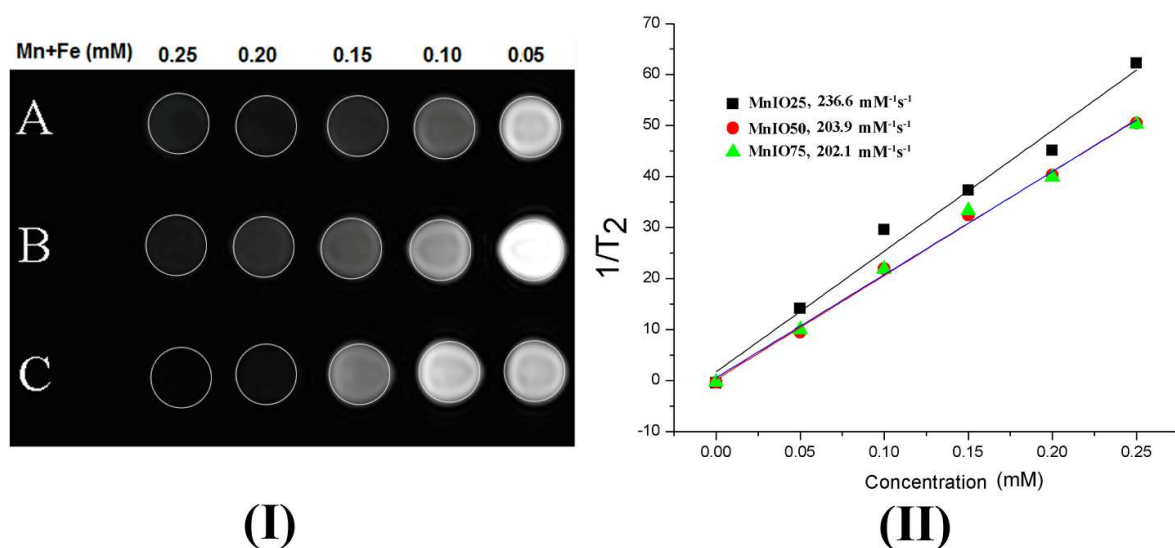 Mn+Fe (mM) 0.25 0.20 0.15 0.10 0.05
A
B
C
(I)
1/T2
60
50
40
30
20
10
0
-10
MnIO25, 236.6 mM⁻¹s⁻¹
MnIO50, 203.9 mM⁻¹s⁻¹
MnIO75, 202.1 mM⁻¹s⁻¹
0.00 0.05 0.10 0.15 0.20 0.25
Concentration (mM)
(II)